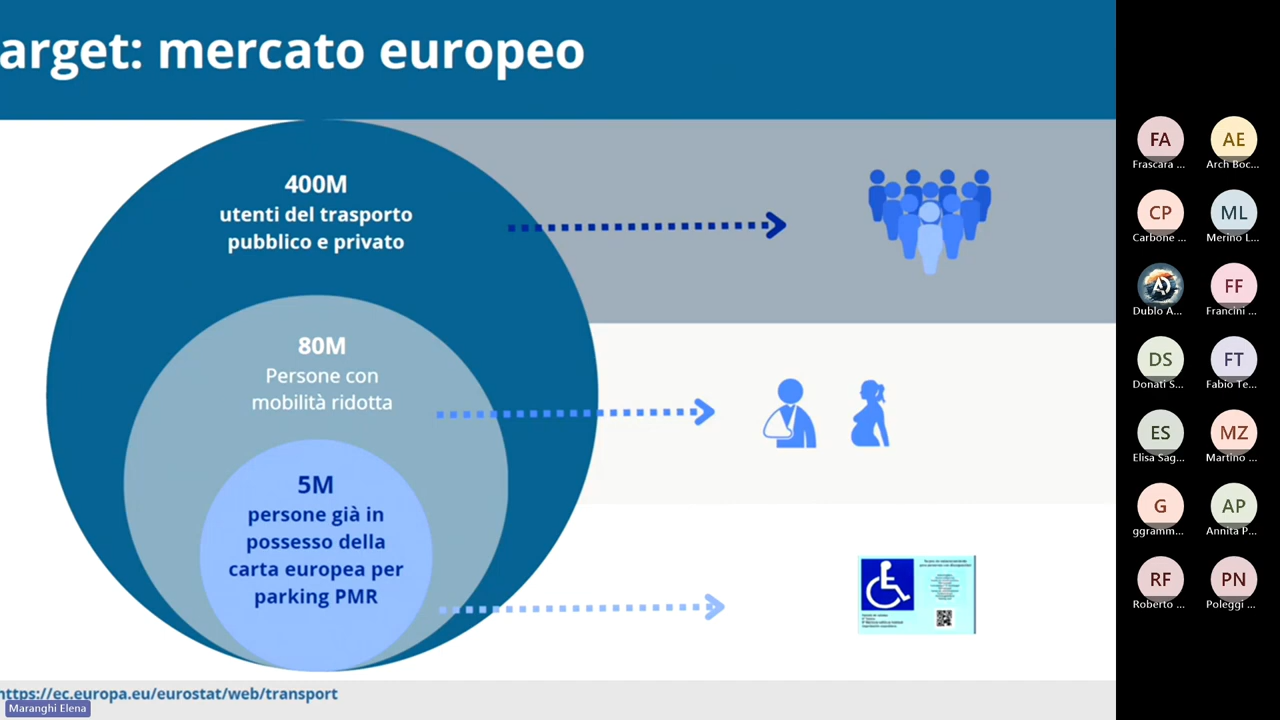 arget: mercato europeo
400M
utenti del trasporto
pubblico e privato
80M
Persone con
mobilità ridotta
5M
persone già in
possesso della
carta europea per
parking PMR
https://ec.europa.eu/eurostat/web/transport
Maranghi Elena
FA
AE
Frascara ...
Arch Boc...
CP
ML
Carbone ...
Merino L...
FF
Dublo A...
Francini ...
DS
FT
Donati S...
Fabio Te...
ES
MZ
Elisa Sag...
Martino ...
G
AP
ggramm...
Annita P...
RF
PN
Roberto ...
Poleggi ...